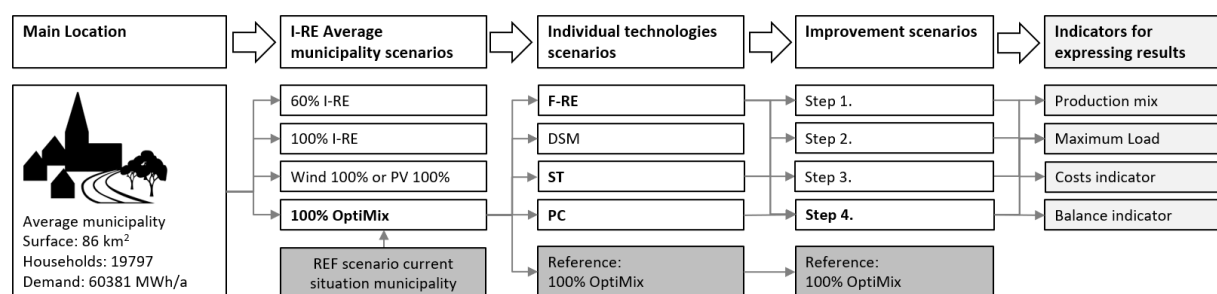 Main Location
I-RE Average
municipality scenarios
Individual technologies
scenarios
Improvement scenarios
Indicators for
expressing results
Average municipality
Surface: 86 km²
Households: 19797
Demand: 60381 MWh/a
60% I-RE
100% I-RE
Wind 100% or PV 100%
100% OptiMix
REF scenario current
situation municipality
F-RE
DSM
ST
PC
Reference:
100% OptiMix
Step 1.
Step 2.
Step 3.
Step 4.
Reference:
100% OptiMix
Production mix
Maximum Load
Costs indicator
Balance indicator